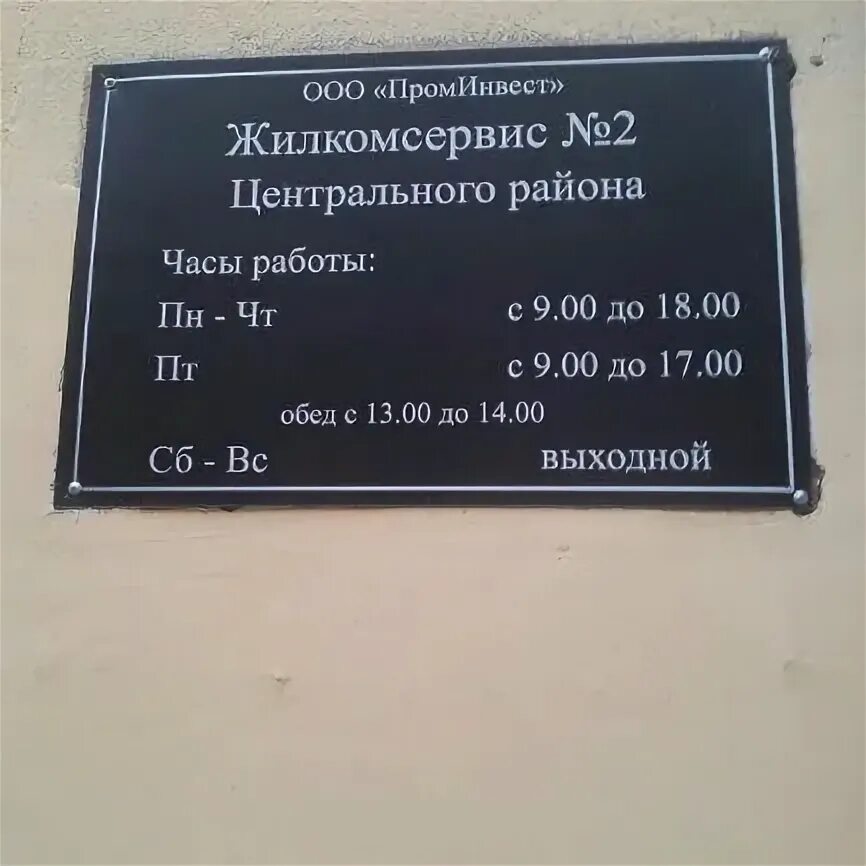 ООО «ПромИнвест»
Жилкомсервис №2
Центрального района
Часы работы:
Пн - Чт с 9.00 до 18.00
Пт с 9.00 до 17.00
обед с 13.00 до 14.00
Сб - Вс выходной